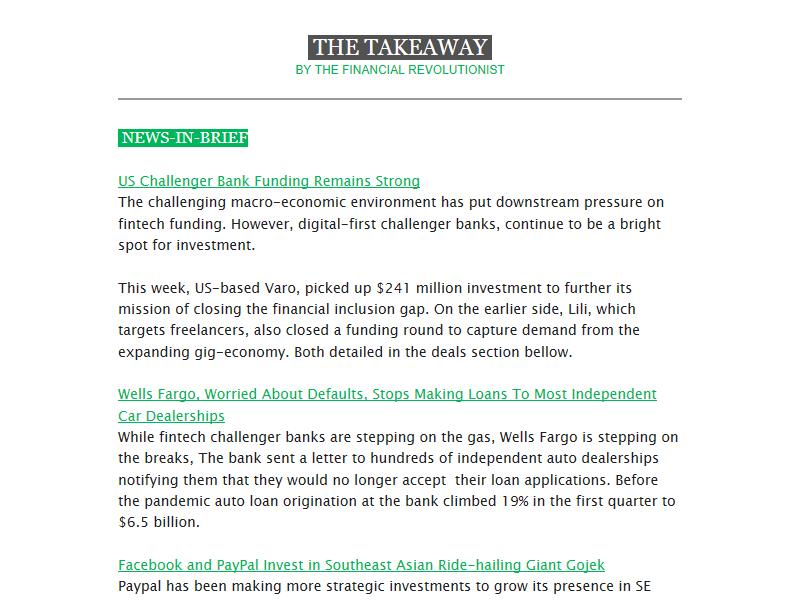 THE TAKEAWAY
BY THE FINANCIAL REVOLUTIONIST
NEWS-IN-BRIEF
US Challenger Bank Funding Remains Strong
The challenging macro-economic environment has put downstream pressure on
fintech funding. However, digital-first challenger banks, continue to be a bright
spot for investment.
This week, US-based Varo, picked up $241 million investment to further its
mission of closing the financial inclusion gap. On the earlier side, Lili, which
targets freelancers, also closed a funding round to capture demand from the
expanding gig-economy. Both detailed in the deals section bellow.
Wells Fargo, Worried About Defaults, Stops Making Loans To Most Independent
Car Dealerships
While fintech challenger banks are stepping on the gas, Wells Fargo is stepping on
the breaks, The bank sent a letter to hundreds of independent auto dealerships
notifying them that they would no longer accept  their loan applications. Before
the pandemic auto loan origination at the bank climbed 19% in the first quarter to
$6.5 billion.
Facebook and PayPal Invest in Southeast Asian Ride-hailing Giant Gojek
Paypal has been making more strategic investments to grow its presence in SE